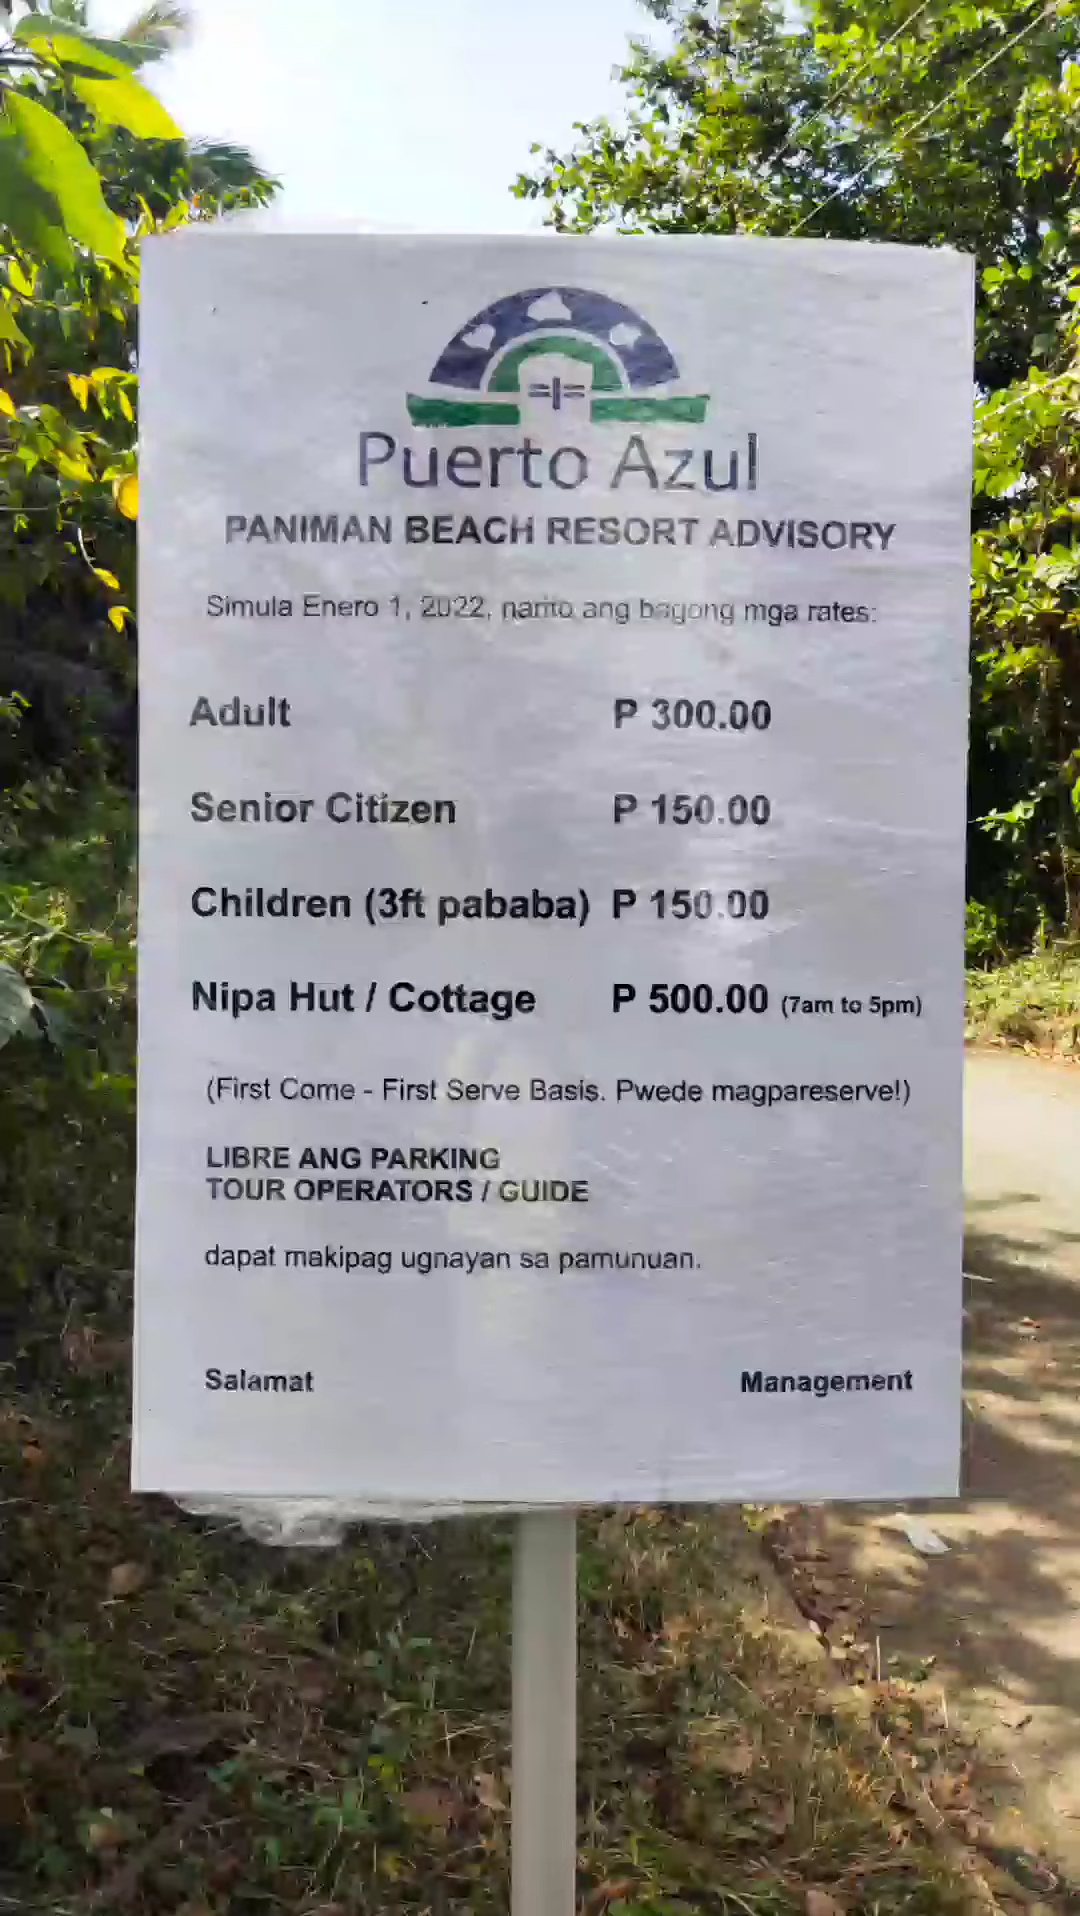 Puerto Azul
PANIMAN BEACH RESORT ADVISORY
Simula Enero 1, 2022, narito ang bagong mga rates:
Adult P 300.00
Senior Citizen P 150.00
Children (3ft pababa) P 150.00
Nipa Hut / Cottage P 500.00 (7am to 5pm)
(First Come - First Serve Basis. Pwede magpareserve!)
LIBRE ANG PARKING
TOUR OPERATORS / GUIDE
dapat makipag ugnayan sa pamunuan.
Salamat Management